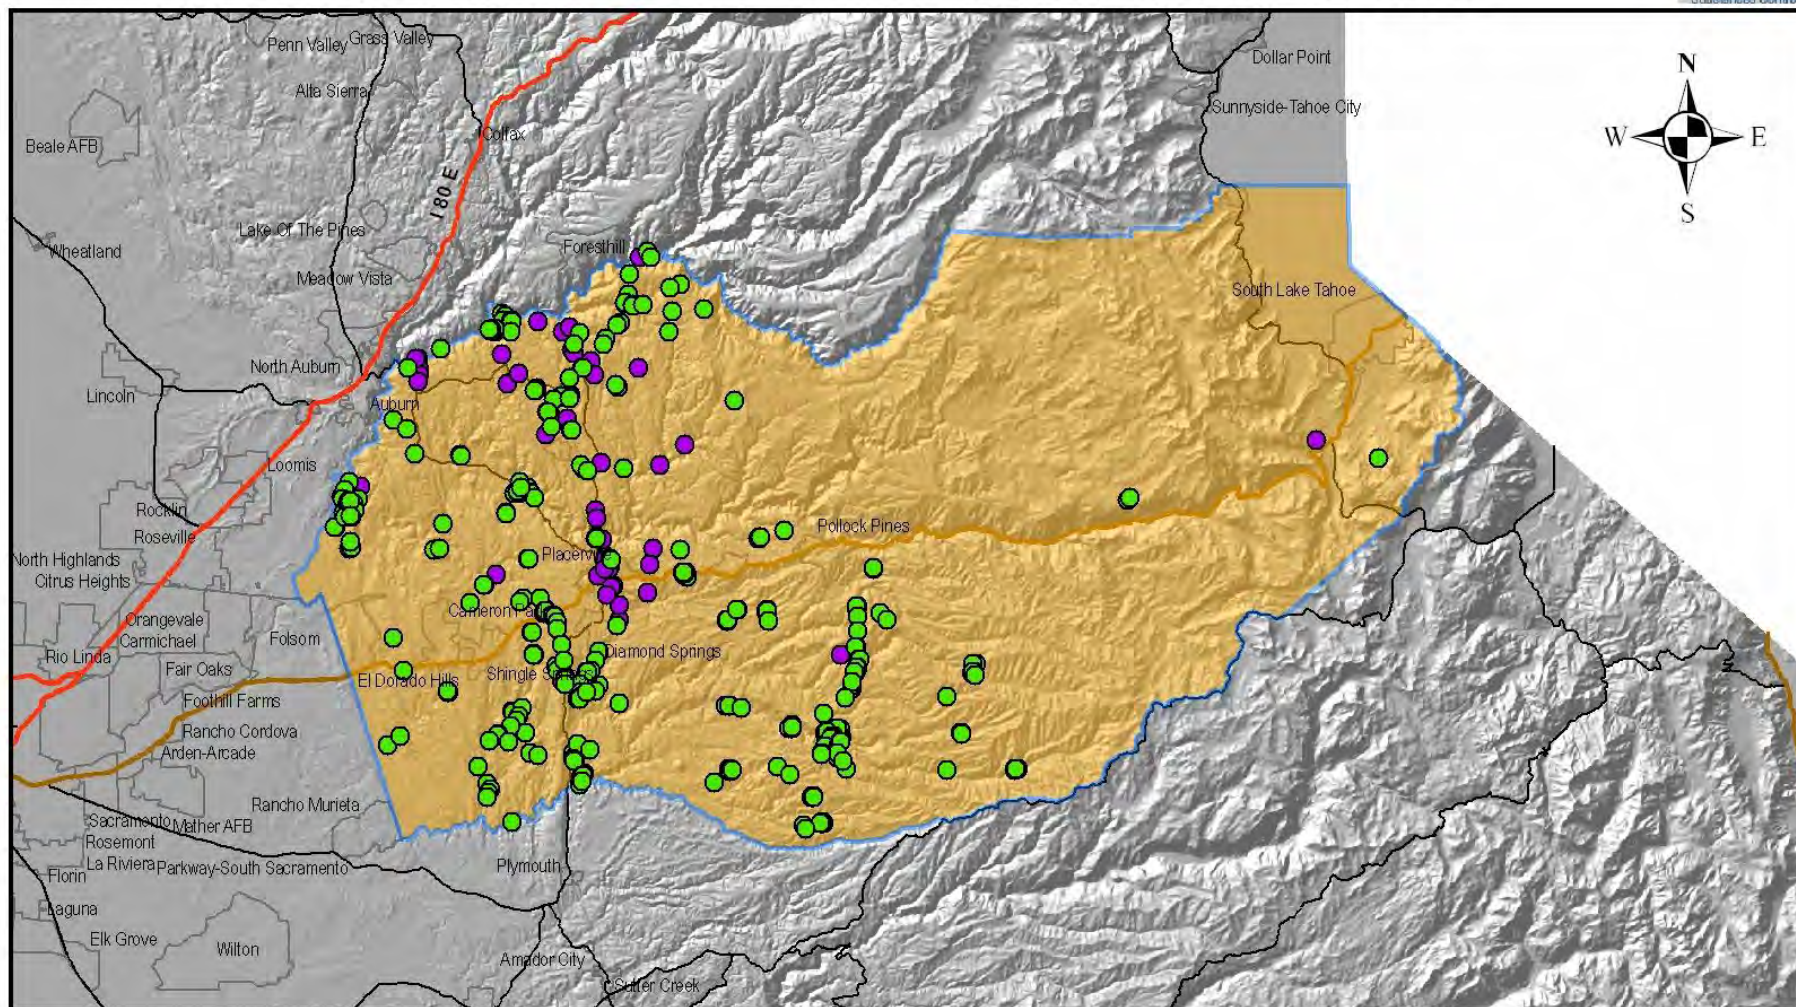 Substances Control
Penn Valley
Grass Valley
Dollar Point
N
Alta Sierra
Sunnyside-Tahoe City
Colfax
W
E
Beale AFB
I 80 E
S
Lake Of The Pines
Wheatland
Foresthill
Meadow Vista
South Lake Tahoe
North Auburn
Lincoln
Auburn
Loomis
Rocklin
Pollock Pines
Roseville
Placerville
North Highlands
Citrus Heights
Cameron Park
Orangevale
Carmichael
Folsom
Diamond Springs
Rio Linda
Fair Oaks
Shingle Springs
El Dorado Hills
Foothill Farms
Rancho Cordova
Arden-Arcade
Rancho Murieta
Sacramento
Mather AFB
Rosemont
La Riviera
Parkway-South Sacramento
Plymouth
Florin
Laguna
Elk Grove
Wilton
Amador City
Sutter Creek